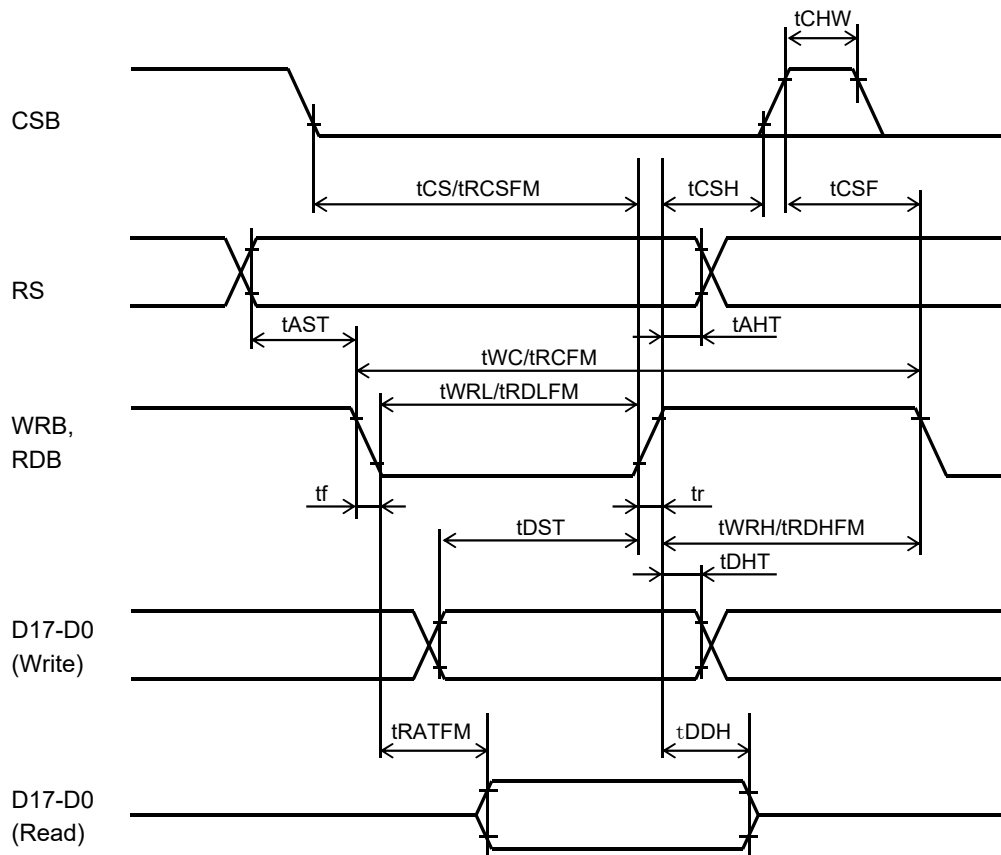 tCHW
CSB
tCS/tRCSFM
tCSH
tCSF
RS
tAST
tAHT
tWC/tRCFM
tWRL/tRDLFM
WRB,
RDB
tf
tr
tDST
tWRH/tRDHFM
tDHT
D17-D0
(Write)
tRATFM
tDDH
D17-D0
(Read)